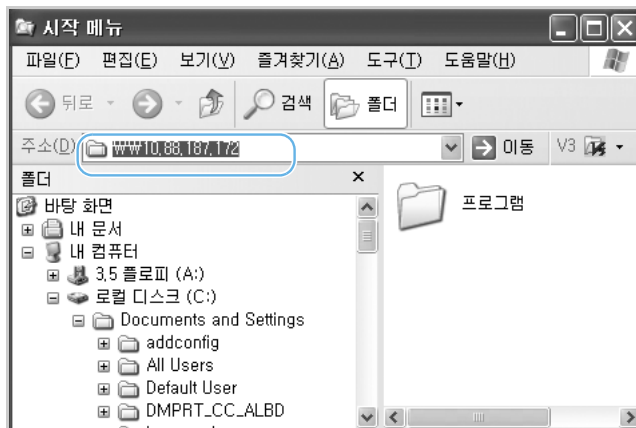 시작 메뉴
파일(F) 편집(E) 보기(V) 즐겨찾기(A) 도구(T) 도움말(H)
뒤로 검색 폴더
주소(D) ₩₩10,88,187,172 이동 V3
폴더
바탕 화면
내 문서
내 컴퓨터
3,5 플로피 (A:)
로컬 디스크 (C:)
Documents and Settings
addconfig
All Users
Default User
DMPRT_CC_ALBD
프로그램